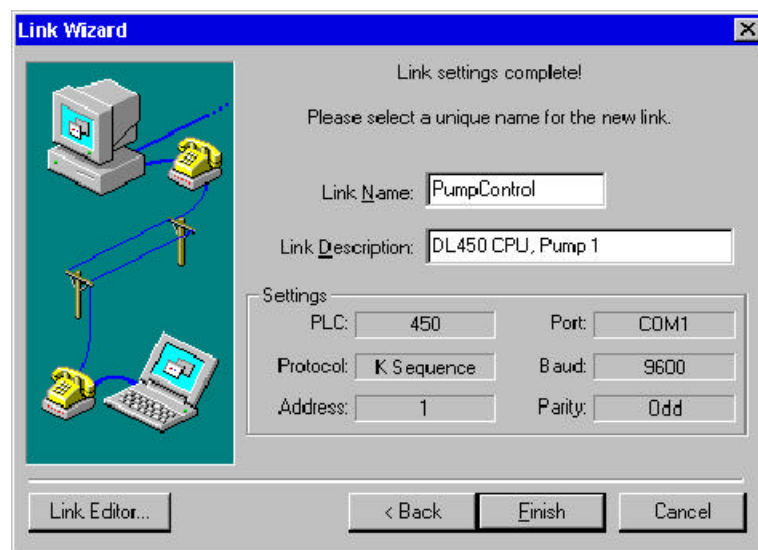 Link Wizard
Link settings complete!
Please select a unique name for the new link.
Link Name: PumpControl
Link Description: DL450 CPU, Pump 1
Settings
PLC: 450 Port: COM1
Protocol: K Sequence Baud: 9600
Address: 1 Parity: Odd
Link Editor... < Back Finish Cancel